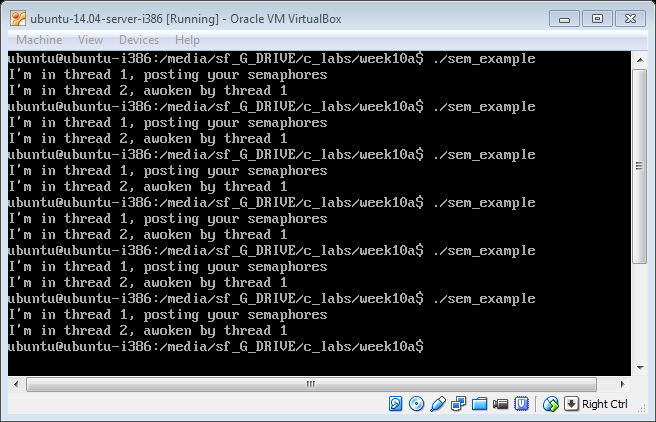 ubuntu-14.04-server-i386 [Running] - Oracle VM VirtualBox
Machine View Devices Help
ubuntu@ubuntu-i386:/media/sf_G_DRIVE/c_labs/week10a$ ./sem_example
I'm in thread 1, posting your semaphores
I'm in thread 2, awoken by thread 1
ubuntu@ubuntu-i386:/media/sf_G_DRIVE/c_labs/week10a$ ./sem_example
I'm in thread 1, posting your semaphores
I'm in thread 2, awoken by thread 1
ubuntu@ubuntu-i386:/media/sf_G_DRIVE/c_labs/week10a$ ./sem_example
I'm in thread 1, posting your semaphores
I'm in thread 2, awoken by thread 1
ubuntu@ubuntu-i386:/media/sf_G_DRIVE/c_labs/week10a$ ./sem_example
I'm in thread 1, posting your semaphores
I'm in thread 2, awoken by thread 1
ubuntu@ubuntu-i386:/media/sf_G_DRIVE/c_labs/week10a$ ./sem_example
I'm in thread 1, posting your semaphores
I'm in thread 2, awoken by thread 1
ubuntu@ubuntu-i386:/media/sf_G_DRIVE/c_labs/week10a$ ./sem_example
I'm in thread 1, posting your semaphores
I'm in thread 2, awoken by thread 1
ubuntu@ubuntu-i386:/media/sf_G_DRIVE/c_labs/week10a$
Right Ctrl